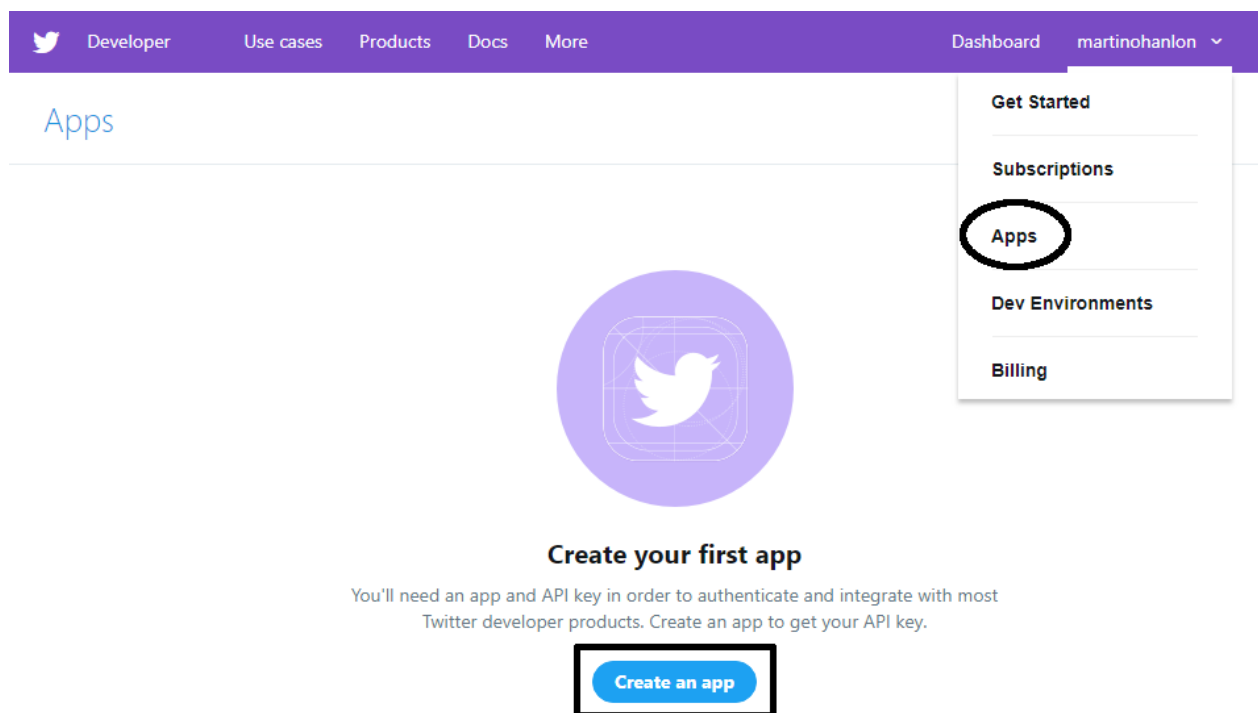 Developer Use cases Products Docs More Dashboard martinohanlon
Apps
Get Started
Subscriptions
Apps
Dev Environments
Billing
Create your first app
You'll need an app and API key in order to authenticate and integrate with most
Twitter developer products. Create an app to get your API key.
Create an app